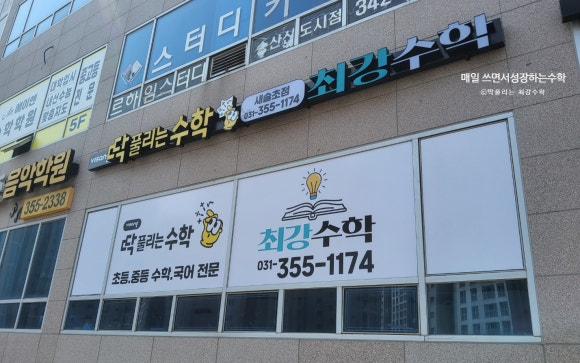 스터디카
산실 도시점
342
르하임스터디
매일 쓰면서성장하는수학
©딱풀리는 최강수학
5F
음악학원
355-2338
vision 딱 풀리는 수학
새솔초점
031-355-1174
최강수학
딱 풀리는 수학
초등.중등 수학.국어 전문
최강수학
031-355-1174